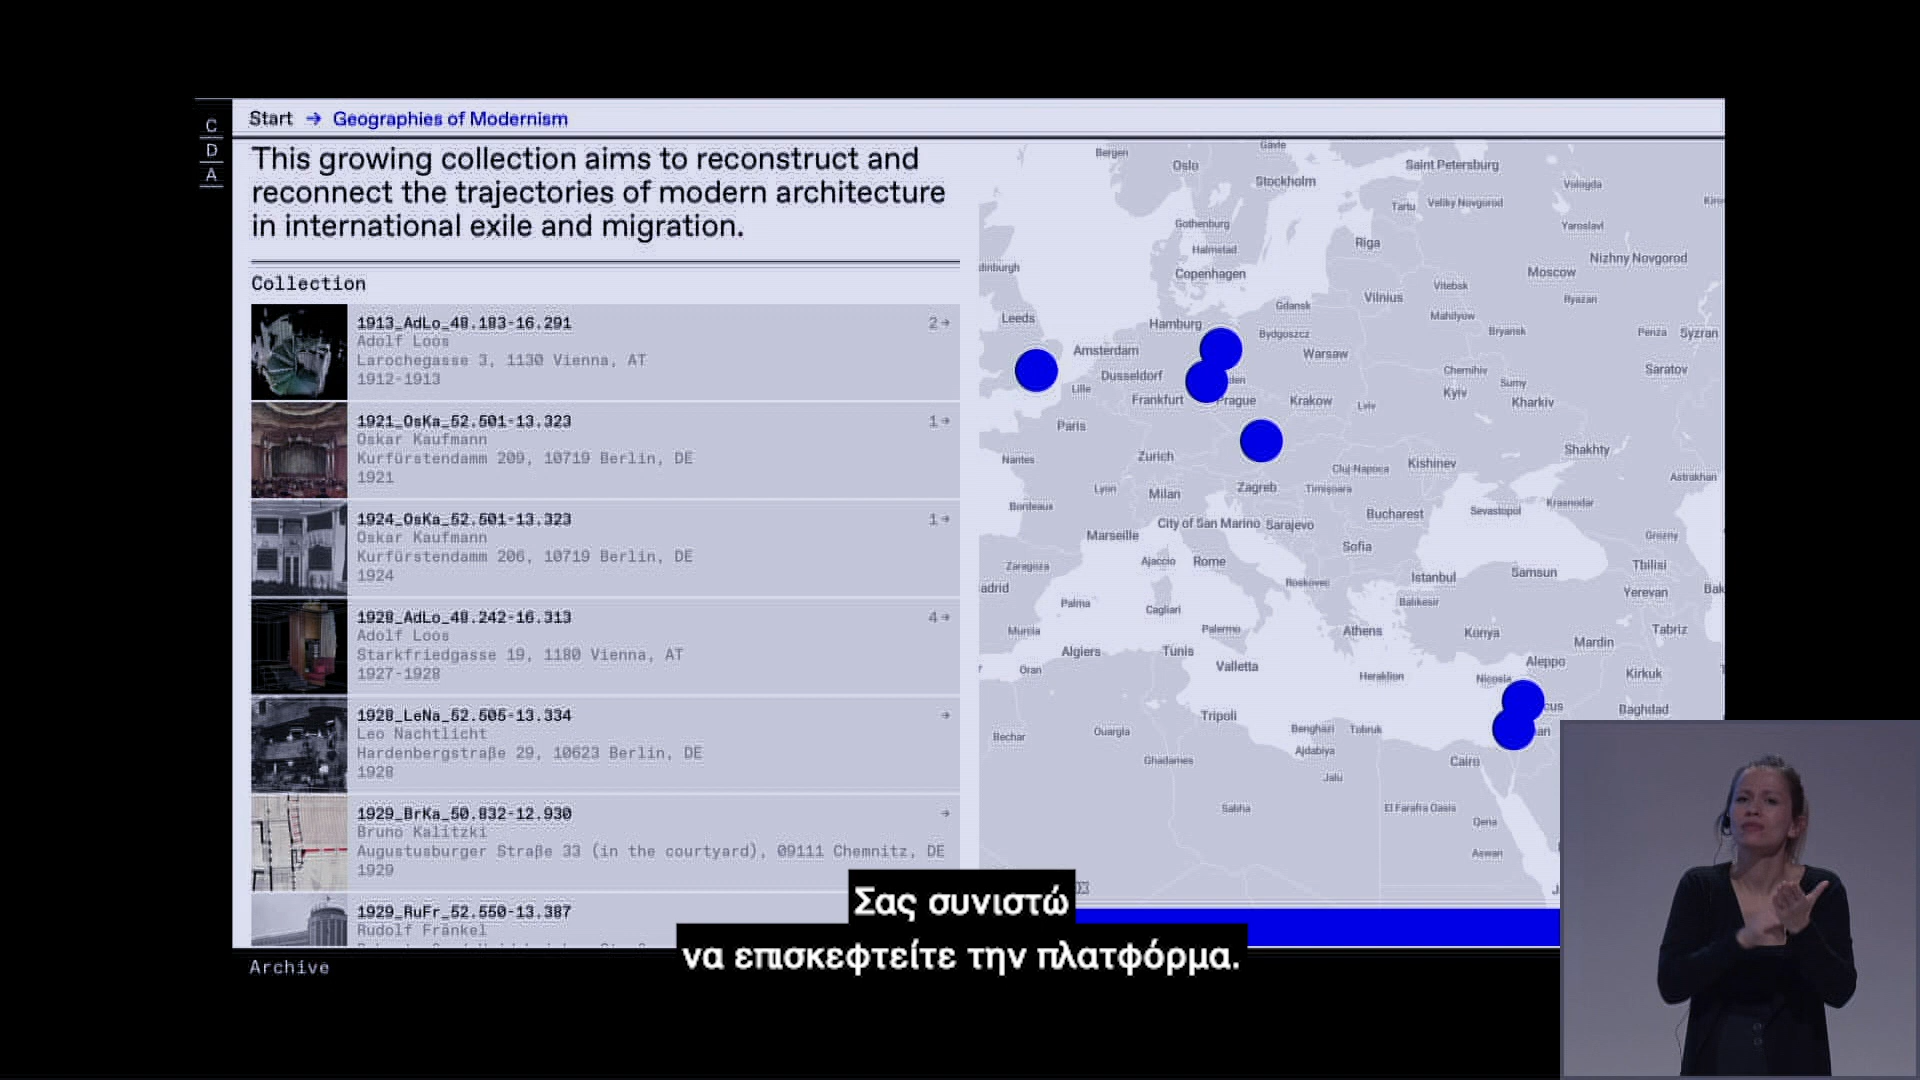 C
D
A
Start → Geographies of Modernism
This growing collection aims to reconstruct and
reconnect the trajectories of modern architecture
in international exile and migration.
Collection
1913_AdLo_48.183-16.291 2→
Adolf Loos
Larochegasse 3, 1130 Vienna, AT
1912-1913
1921_OsKa_52.501-13.323 1→
Oskar Kaufmann
Kurfürstendamm 209, 10719 Berlin, DE
1921
1924_OsKa_52.501-13.323 1→
Oskar Kaufmann
Kurfürstendamm 206, 10719 Berlin, DE
1924
1928_AdLo_48.242-16.313 4→
Adolf Loos
Starkfriedgasse 19, 1180 Vienna, AT
1927-1928
1928_LeNa_52.505-13.334 →
Leo Nachtlicht
Hardenbergstraße 29, 10623 Berlin, DE
1928
1929_BrKa_50.832-12.930 →
Bruno Kalitzki
Augustusburger Straße 33 (in the courtyard), 09111 Chemnitz, DE
1929
1929_RuFr_52.550-13.387
Rudolf Fränkel
Archive
Bergen
Gävle
Oslo
Saint Petersburg
Stockholm
Vologda
Tartu
Veliky Novgorod
Gothenburg
Yaroslavl
Riga
Halmstad
Nizhny Novgorod
Copenhagen
Moscow
Vitebsk
Vilnius
Ryazan
Gdansk
Leeds
Mahilyow
Hamburg
Bydgoszcz
Bryansk
Penza
Syzran
Amsterdam
Warsaw
Dusseldorf
Chernihiv
Saratov
Lille
Sumy
Frankfurt
Prague
Krakow
Lviv
Kyiv
Kharkiv
Paris
Shakhty
Nantes
Zurich
Cluj-Napoca
Kishinev
Astrakhan
Lyon
Milan
Zagreb
Timișoara
Bordeaux
Bucharest
Sevastopol
Krasnodar
City of San Marino
Sarajevo
Marseille
Sofia
Grozny
Zaragoza
Ajaccio
Rome
Tbilisi
Istanbul
Samsun
Roskovec
Yerevan
Palma
Cagliari
Balıkesir
Murcia
Palermo
Athens
Konya
Mardin
Tabriz
Algiers
Tunis
Valletta
Aleppo
Oran
Heraklion
Nicosia
Kirkuk
Baghdad
Tripoli
Bechar
Ouargla
Benghazi
Tobruk
Ghadames
Ajdabiya
Cairo
Jalu
Sabha
El Farafra Oasis
Qena
Aswan
Σας συνιστώ
να επισκεφτείτε την πλατφόρμα.